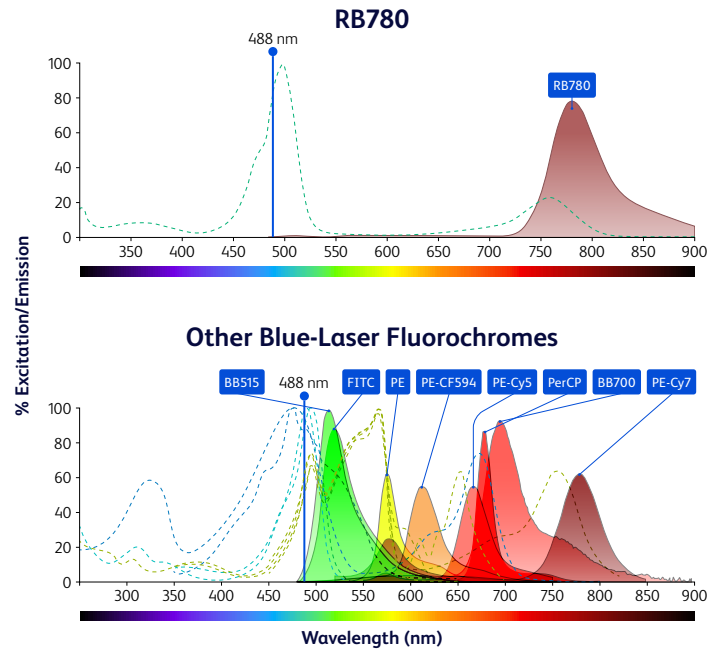 RB780
488 nm
RB780
100
80
60
40
20
0
350 400 450 500 550 600 650 700 750 800 850 900
% Excitation/Emission
Other Blue-Laser Fluorochromes
BB515 488 nm FITC PE PE-CF594 PE-Cy5 PerCP BB700 PE-Cy7
100
80
60
40
20
0
300 350 400 450 500 550 600 650 700 750 800 850 900
Wavelength (nm)